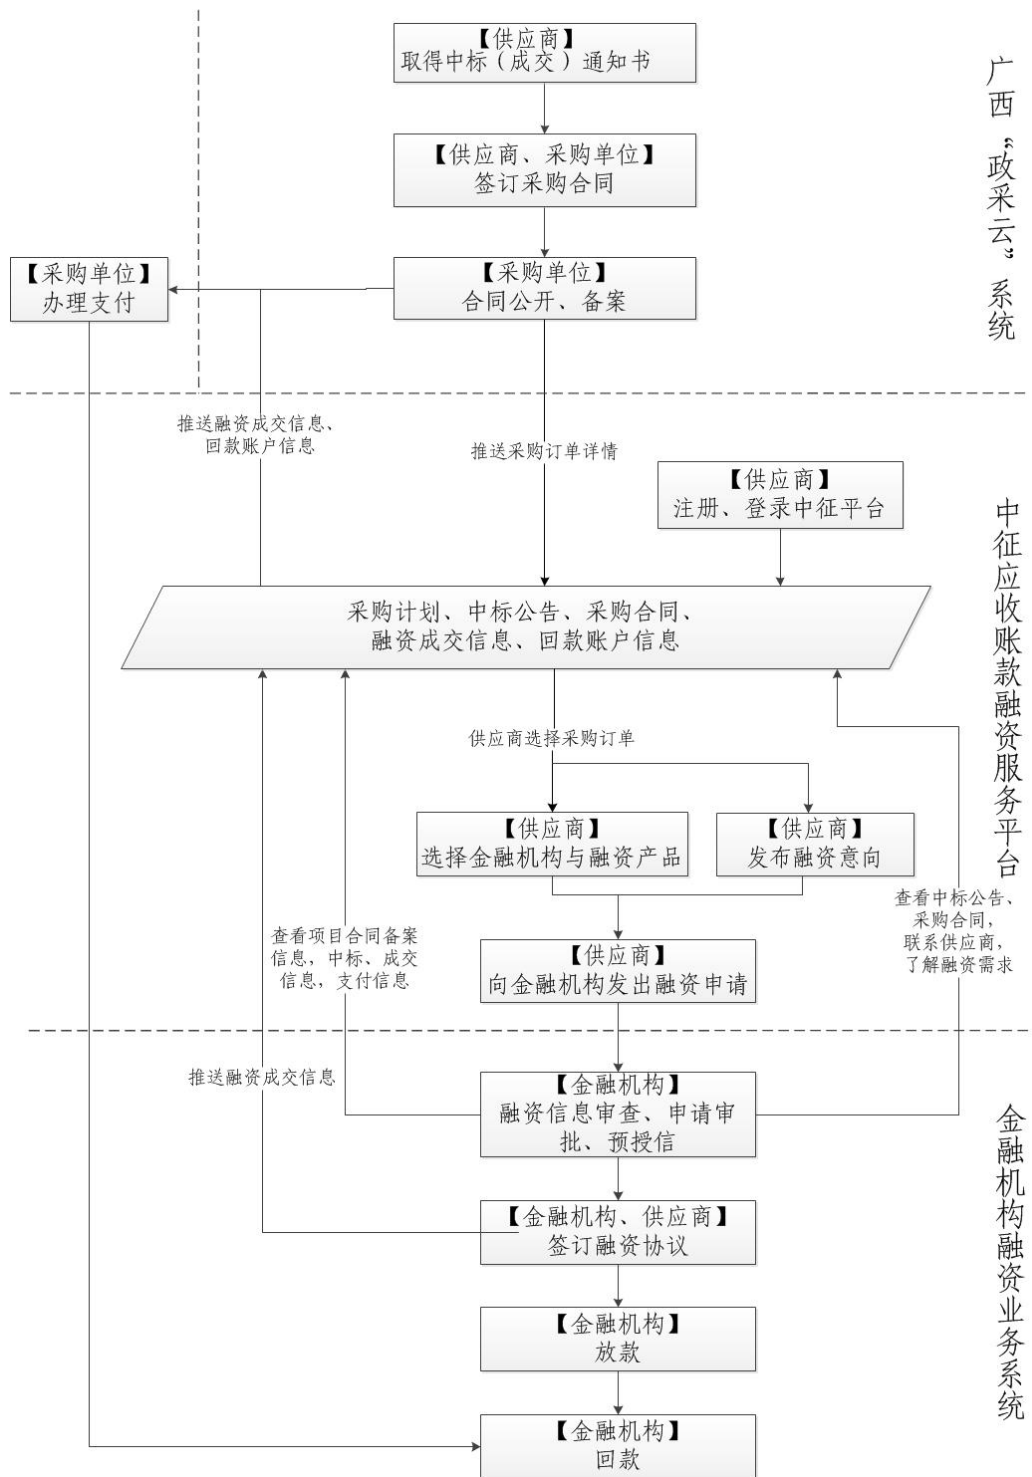 【供应商】
取得中标（成交）通知书
【供应商、采购单位】
签订采购合同
【采购单位】
合同公开、备案
【采购单位】
办理支付
广西“政采云”系统
推送融资成交信息、
回款账户信息
推送采购订单详情
【供应商】
注册、登录中征平台
采购计划、中标公告、采购合同、
融资成交信息、回款账户信息
中征应收账款融资服务平台
供应商选择采购订单
【供应商】
选择金融机构与融资产品
【供应商】
发布融资意向
查看中标公告、
采购合同，
联系供应商，
了解融资需求
查看项目合同备案
信息，中标、成交
信息，支付信息
【供应商】
向金融机构发出融资申请
推送融资成交信息
【金融机构】
融资信息审查、申请审
批、预授信
【金融机构、供应商】
签订融资协议
【金融机构】
放款
【金融机构】
回款
金融机构融资业务系统